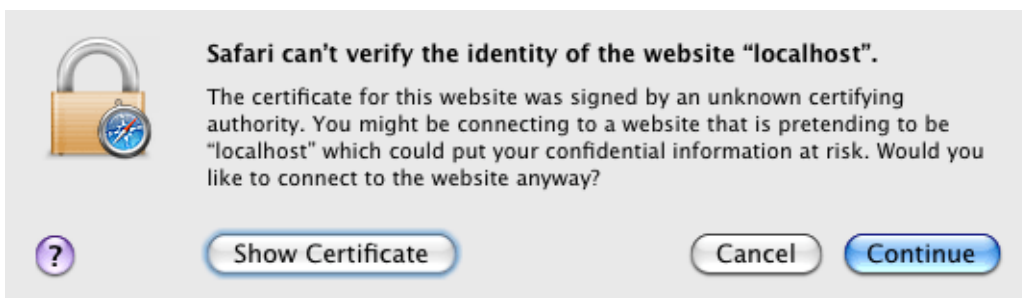 Safari can't verify the identity of the website “localhost”.
The certificate for this website was signed by an unknown certifying
authority. You might be connecting to a website that is pretending to be
“localhost” which could put your confidential information at risk. Would you
like to connect to the website anyway?
?
Show Certificate
Cancel
Continue